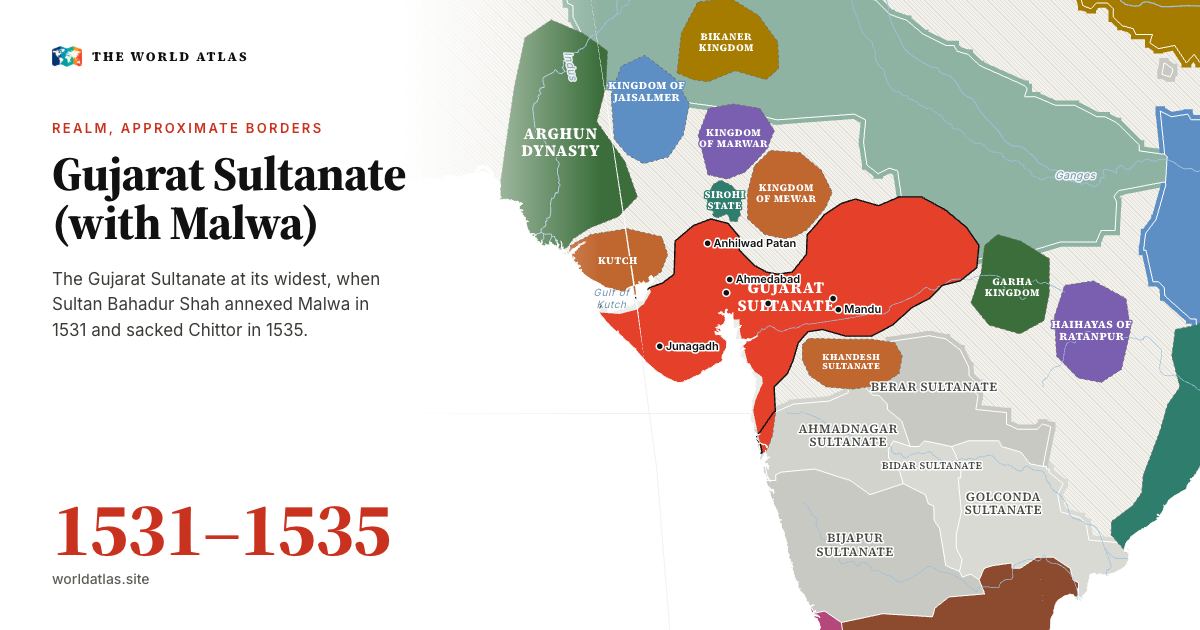 THE WORLD ATLAS
REALM, APPROXIMATE BORDERS
Gujarat Sultanate
(with Malwa)
The Gujarat Sultanate at its widest, when
Sultan Bahadur Shah annexed Malwa in
1531 and sacked Chittor in 1535.
1531–1535
worldatlas.site
BIKANER
KINGDOM
Indus
KINGDOM OF
JAISALMER
ARGHUN
DYNASTY
KINGDOM
OF MARWAR
Ganges
SIROHI
STATE
KINGDOM
OF MEWAR
Anhilwad Patan
KUTCH
Gulf of
Kutch
Ahmedabad
GUJARAT
SULTANATE
Mandu
GARHA
KINGDOM
HAIHAYAS OF
RATANPUR
Junagadh
KHANDESH
SULTANATE
BERAR SULTANATE
AHMADNAGAR
SULTANATE
BIDAR SULTANATE
GOLCONDA
SULTANATE
BIJAPUR
SULTANATE